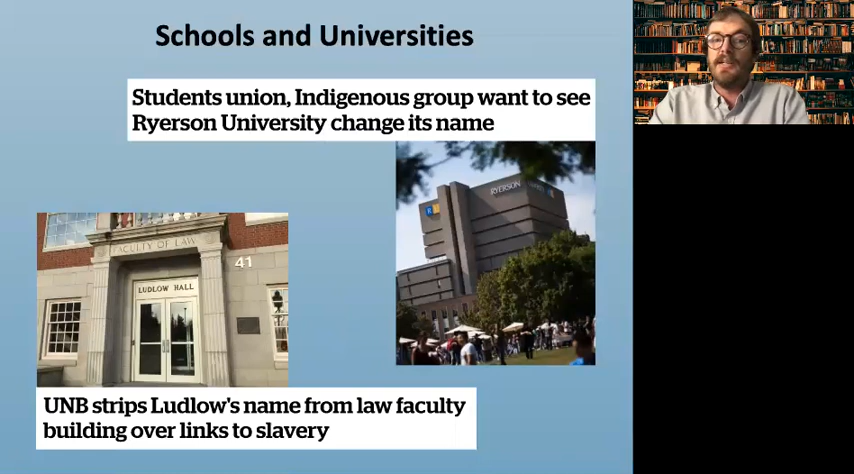 Schools and Universities
Students union, Indigenous group want to see
Ryerson University change its name
RYERSON
FACULTY OF LAW
41
LUDLOW HALL
UNB strips Ludlow's name from law faculty
building over links to slavery